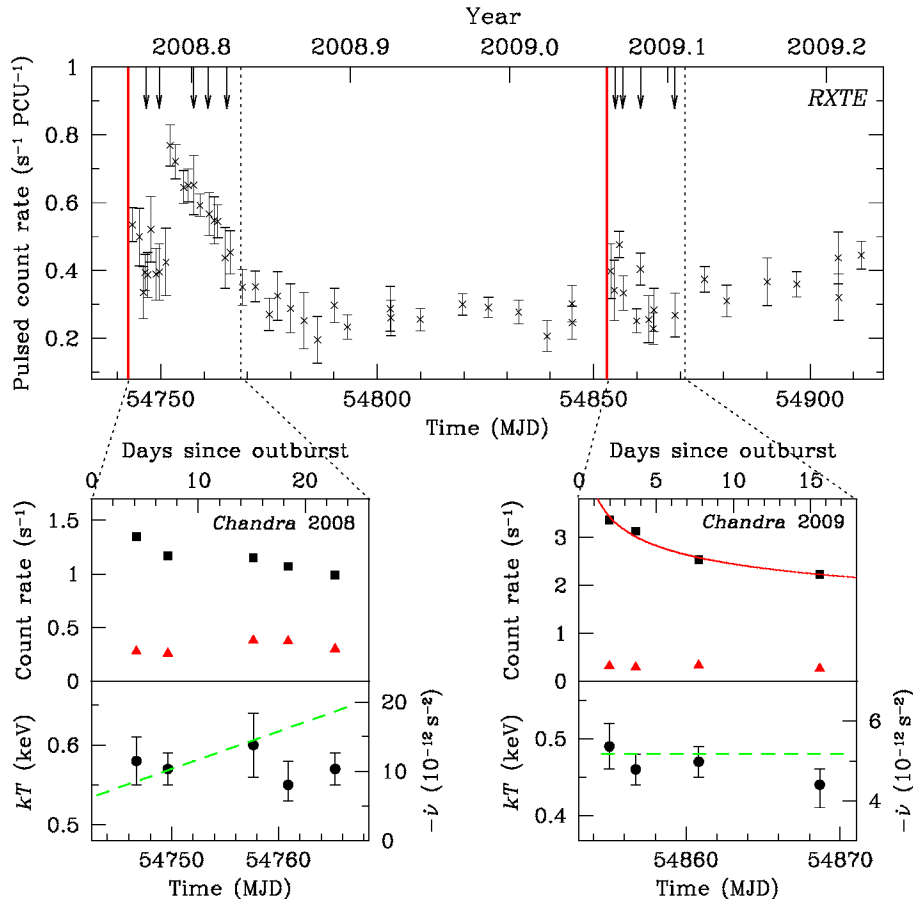 Year
2008.8 2008.9 2009.0 2009.1 2009.2
RXTE
Pulsed count rate (s⁻¹ PCU⁻¹)
1
0.8
0.6
0.4
0.2
54750 54800 54850 54900
Time (MJD)
Days since outburst
0 10 20
Chandra 2008
Count rate (s⁻¹)
1.5
1
0.5
0
kT (keV)
0.6
0.5
20
10
0
-ν̇ (10⁻¹² s⁻²)
54750 54760
Time (MJD)
Days since outburst
0 5 10 15
Chandra 2009
Count rate (s⁻¹)
3
2
1
0
kT (keV)
0.5
0.4
6
4
-ν̇ (10⁻¹² s⁻²)
54860 54870
Time (MJD)